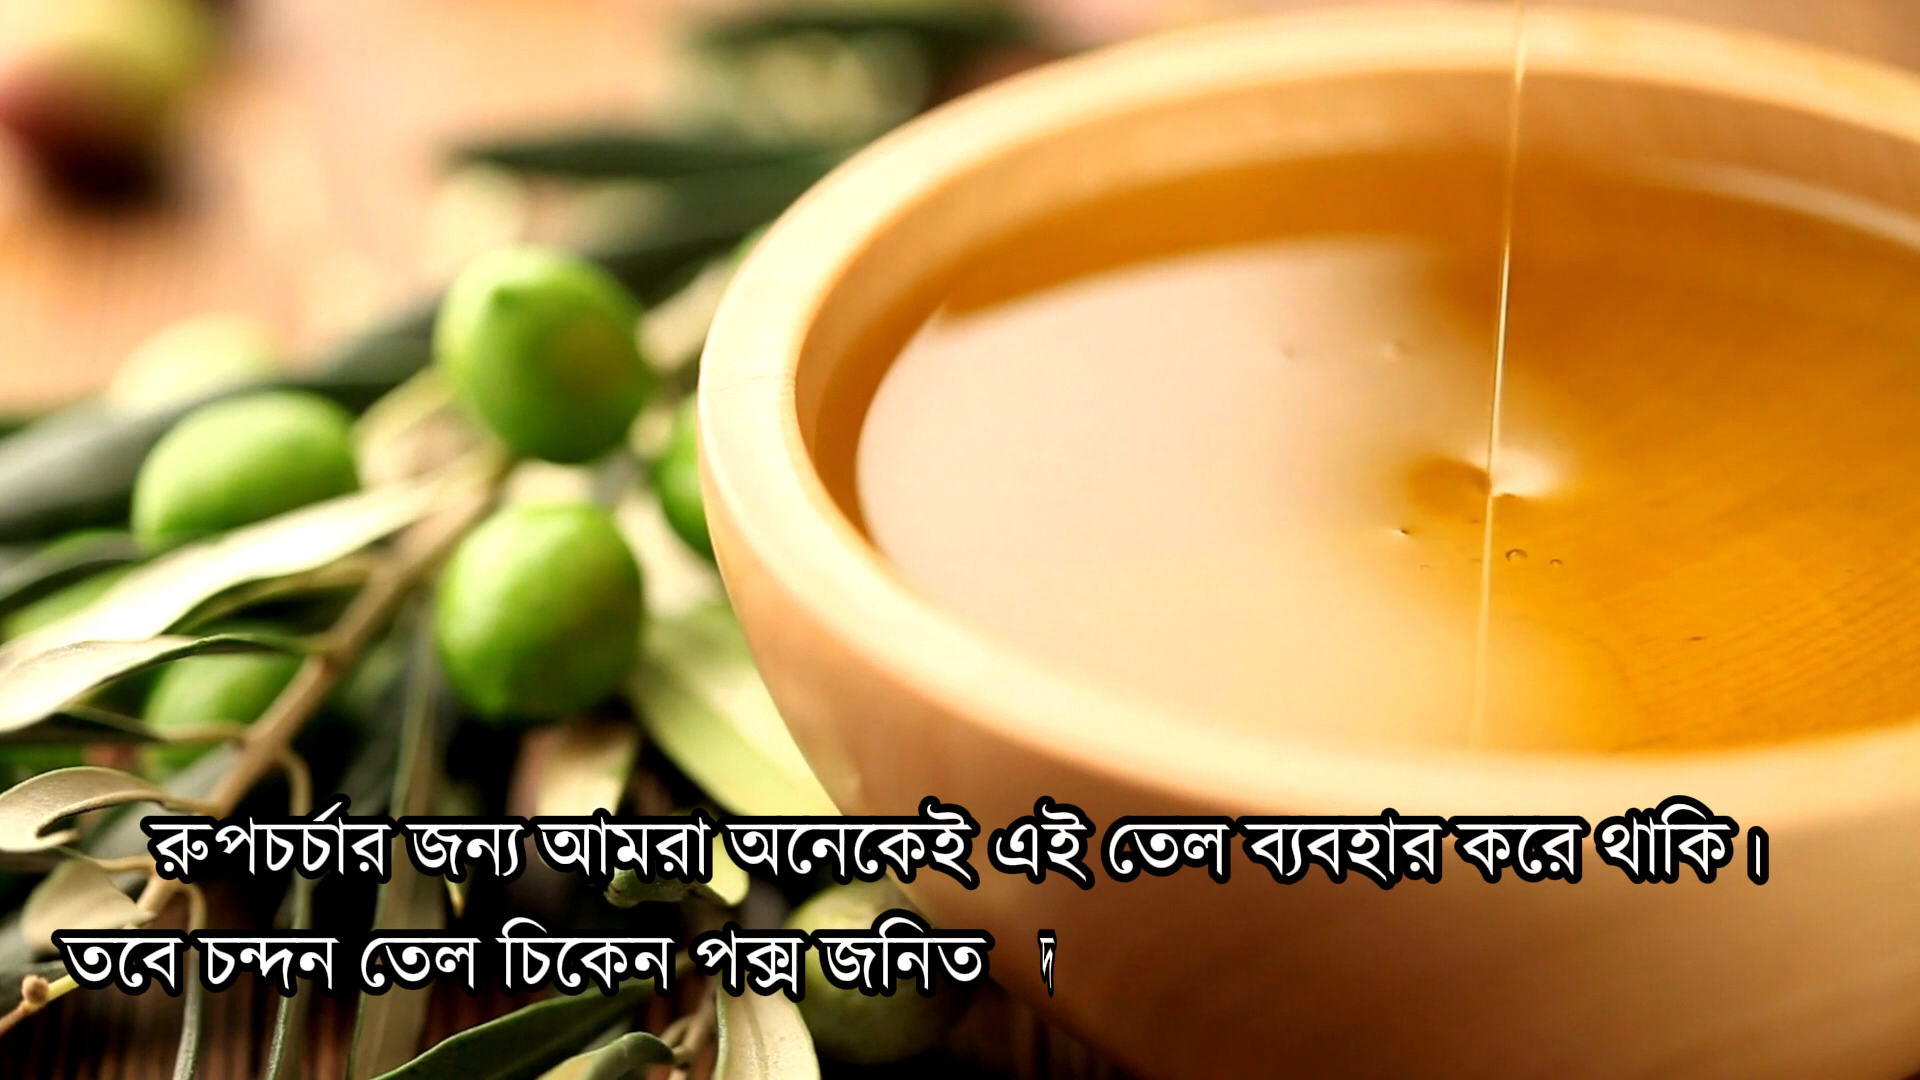 রুপচর্চার জন্য আমরা অনেকেই এই তেল ব্যবহার করে থাকি।
তবে চন্দন তেল চিকেন পক্স জনিত